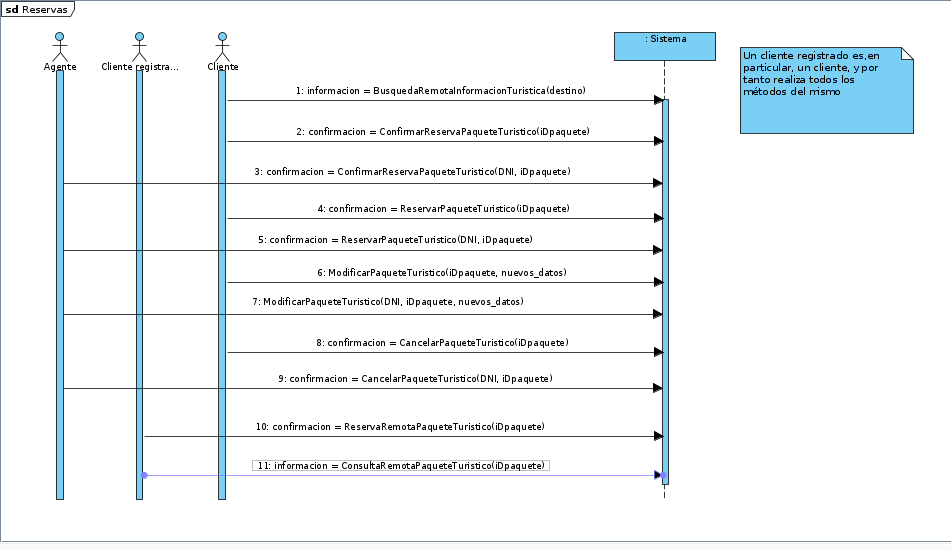 sd Reservas
Agente
Cliente registra...
Cliente
: Sistema
Un cliente registrado es,en
particular, un cliente, y por
tanto realiza todos los
métodos del mismo
1: informacion = BusquedaRemotaInformacionTuristica(destino)
2: confirmacion = ConfirmarReservaPaqueteTuristico(iDpaquete)
3: confirmacion = ConfirmarReservaPaqueteTuristico(DNI, iDpaquete)
4: confirmacion = ReservarPaqueteTuristico(iDpaquete)
5: confirmacion = ReservarPaqueteTuristico(DNI, iDpaquete)
6: ModificarPaqueteTuristico(iDpaquete, nuevos_datos)
7: ModificarPaqueteTuristico(DNI, iDpaquete, nuevos_datos)
8: confirmacion = CancelarPaqueteTuristico(iDpaquete)
9: confirmacion = CancelarPaqueteTuristico(DNI, iDpaquete)
10: confirmacion = ReservaRemotaPaqueteTuristico(iDpaquete)
11: informacion = ConsultaRemotaPaqueteTuristico(iDpaquete)